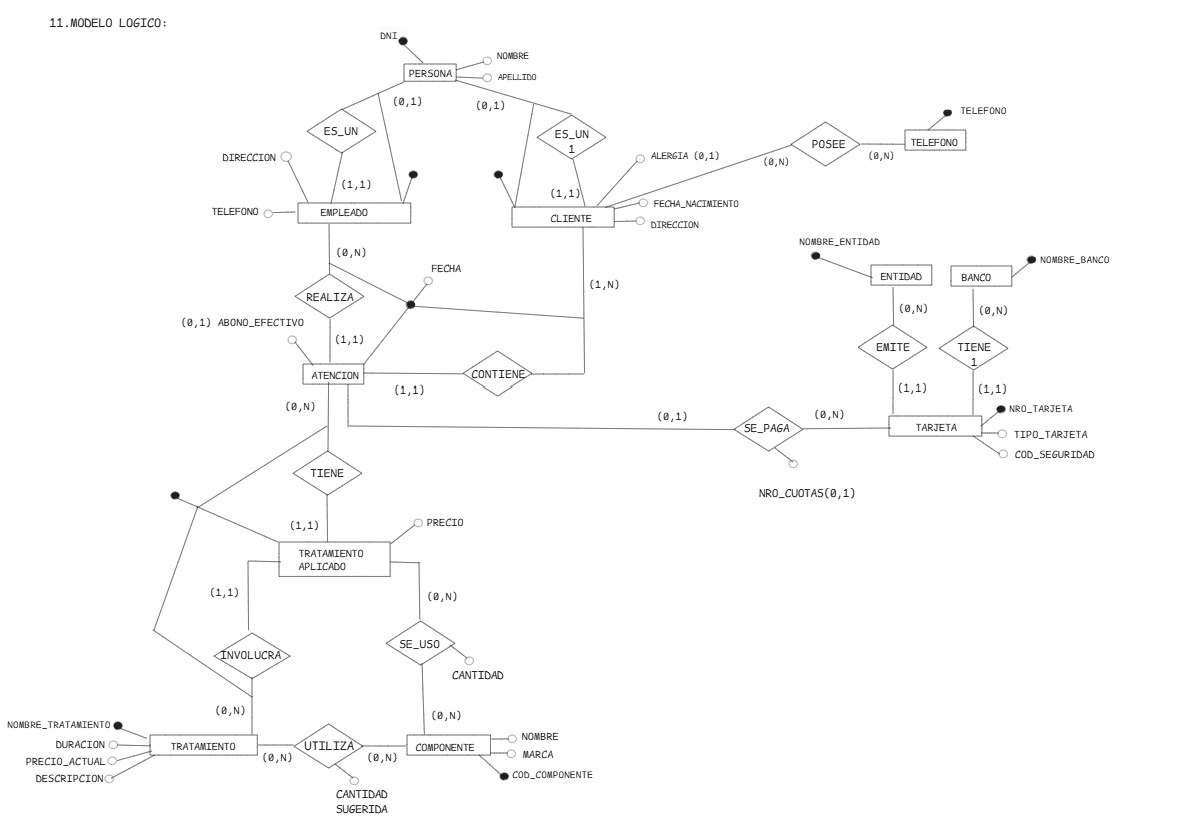 11.MODELO LOGICO:
DNI
NOMBRE
PERSONA
APELLIDO
(0,1)
(0,1)
TELEFONO
ES_UN
ES_UN
1
POSEE
TELEFONO
DIRECCION
ALERGIA (0,1)
(0,N)
(0,N)
(1,1)
(1,1)
TELEFONO
EMPLEADO
CLIENTE
FECHA_NACIMIENTO
DIRECCION
NOMBRE_ENTIDAD
(0,N)
FECHA
NOMBRE_BANCO
ENTIDAD
BANCO
(1,N)
REALIZA
(0,N)
(0,N)
(0,1) ABONO_EFECTIVO
(1,1)
EMITE
TIENE
1
ATENCION
CONTIENE
(1,1)
(1,1)
(1,1)
(0,N)
(0,1)
(0,N)
NRO_TARJETA
SE_PAGA
TARJETA
TIPO_TARJETA
COD_SEGURIDAD
TIENE
NRO_CUOTAS(0,1)
(1,1)
PRECIO
TRATAMIENTO
APLICADO
(1,1)
(0,N)
INVOLUCRA
SE_USO
CANTIDAD
(0,N)
(0,N)
NOMBRE_TRATAMIENTO
NOMBRE
DURACION
TRATAMIENTO
UTILIZA
COMPONENTE
(0,N)
(0,N)
MARCA
PRECIO_ACTUAL
DESCRIPCION
COD_COMPONENTE
CANTIDAD
SUGERIDA